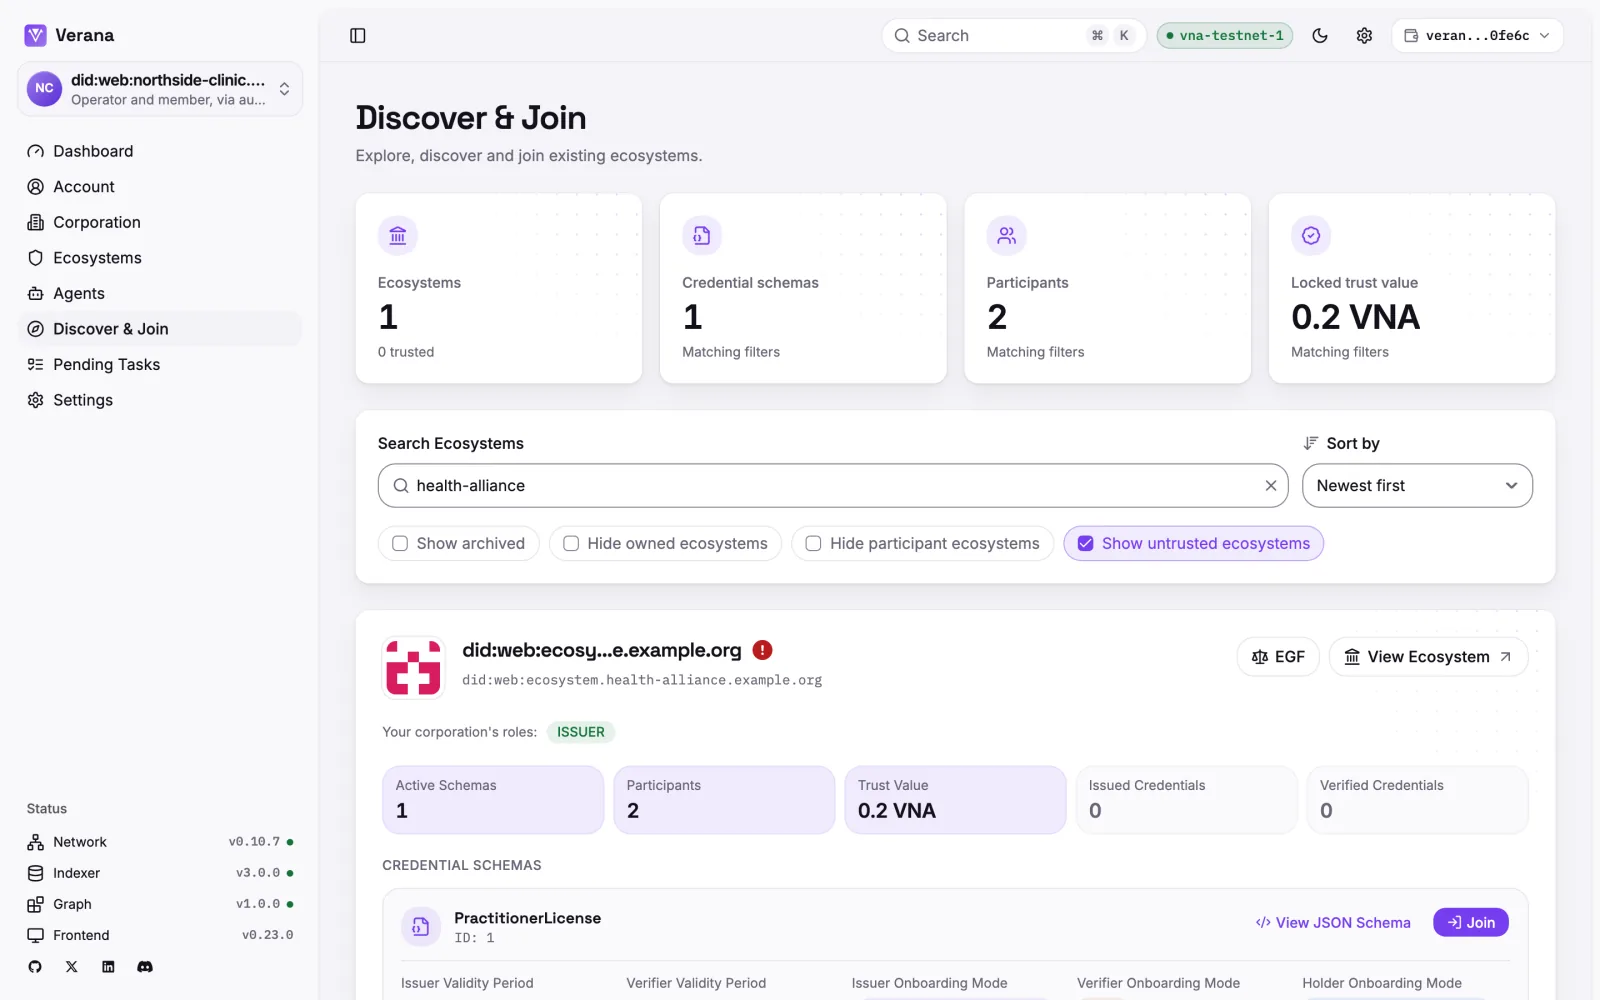 Verana
NC
did:web:northside-clinic....
Operator and member, via au...
Dashboard
Account
Corporation
Ecosystems
Agents
Discover & Join
Pending Tasks
Settings
Status
Network v0.10.7
Indexer v3.0.0
Graph v1.0.0
Frontend v0.23.0
Search ⌘ K
vna-testnet-1
veran...0fe6c
Discover & Join
Explore, discover and join existing ecosystems.
Ecosystems
1
0 trusted
Credential schemas
1
Matching filters
Participants
2
Matching filters
Locked trust value
0.2 VNA
Matching filters
Search Ecosystems
health-alliance
Sort by
Newest first
Show archived
Hide owned ecosystems
Hide participant ecosystems
Show untrusted ecosystems
did:web:ecosy...e.example.org
did:web:ecosystem.health-alliance.example.org
EGF
View Ecosystem
Your corporation's roles: ISSUER
Active Schemas
1
Participants
2
Trust Value
0.2 VNA
Issued Credentials
0
Verified Credentials
0
CREDENTIAL SCHEMAS
PractitionerLicense
ID: 1
View JSON Schema
Join
Issuer Validity Period
Verifier Validity Period
Issuer Onboarding Mode
Verifier Onboarding Mode
Holder Onboarding Mode